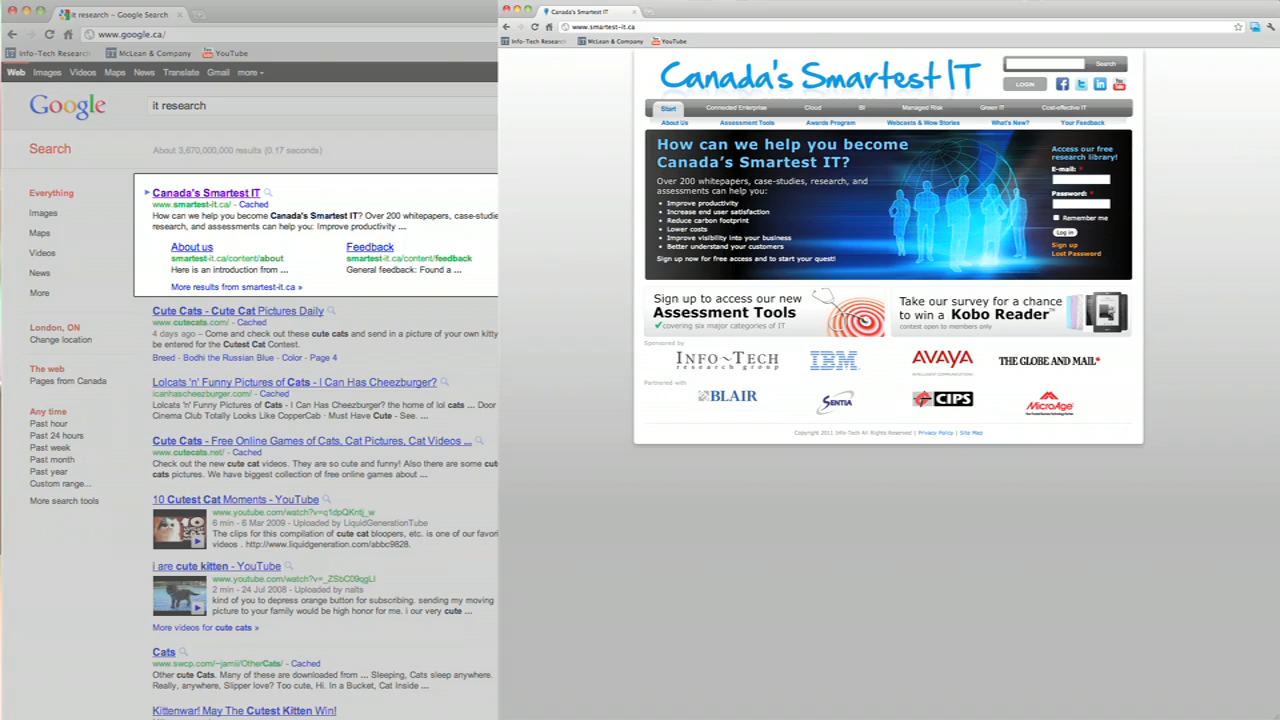 it research - Google Search
www.google.ca/
Info-Tech Research
McLean & Company
YouTube
Web Images Videos Maps News Translate Gmail more
Google
it research
Search
About 3,670,000,000 results (0.17 seconds)
Everything
Images
Maps
Videos
News
More
London, ON
Change location
The web
Pages from Canada
Any time
Past hour
Past 24 hours
Past week
Past month
Past year
Custom range...
More search tools
Canada's Smartest IT
www.smartest-it.ca/ - Cached
How can we help you become Canada's Smartest IT? Over 200 whitepapers, case-studies,
research, and assessments can help you: Improve productivity ...
About us
smartest-it.ca/content/about
Here is an introduction from ...
Feedback
smartest-it.ca/content/feedback
General feedback: Found a ...
More results from smartest-it.ca »
Cute Cats - Cute Cat Pictures Daily
www.cutecats.com/ - Cached
4 days ago – Come and check out these cute cats and send in a picture of your own kitty
be entered for the Cutest Cat Contest.
Breed - Bodhi the Russian Blue - Color - Page 4
Lolcats 'n' Funny Pictures of Cats - I Can Has Cheezburger?
icanhascheezburger.com/ - Cached
Lolcats 'n' Funny Pictures of Cats - I Can Has Cheezburger? the home of lol cats ... Door
Cinema Club Totally Looks Like CopperCab · Must Have Cute - See. ...
Cute Cats - Free Online Games of Cats, Cat Pictures, Cat Videos ...
www.cutecats.net/ - Cached
Check out the new cute cat videos. They are so cute and funny! Also there are some cute
cats pictures. We have biggest collection of free online games about ...
10 Cutest Cat Moments - YouTube
www.youtube.com/watch?v=q1dpQKntj_w
6 min - 6 Mar 2009 - Uploaded by LiquidGenerationTube
The clips for this compilation of cute cat bloopers, etc. is one of our favori
videos . http://www.liquidgeneration.com/abbc9828.
i are cute kitten - YouTube
www.youtube.com/watch?v=_ZSbC09qgLI
2 min - 24 Jul 2008 - Uploaded by nalts
kind of you to depress orange button for subscribing. sending my moving
picture to your family would be high honor for me. i our very cute ...
More videos for cute cats »
Cats
www.swcp.com/~jamii/OtherCats/ - Cached
Other cute Cats. Many of these are downloaded from ... Sleeping, Cats sleep anywhere.
Really, anywhere, Slipper love? Too cute, Hi. In a Bucket, Cat Inside ...
Kittenwar! May The Cutest Kitten Win!
Canada's Smartest IT
www.smartest-it.ca
Info-Tech Research
McLean & Company
YouTube
Canada's Smartest IT
Search
LOGIN
Start Connected Enterprise Cloud BI Managed Risk Green IT Cost-effective IT
About Us Assessment Tools Awards Program Webcasts & Wow Stories What's New? Your Feedback
How can we help you become
Canada's Smartest IT?
Over 200 whitepapers, case-studies, research, and
assessments can help you:
• Improve productivity
• Increase end user satisfaction
• Reduce carbon footprint
• Lower costs
• Improve visibility into your business
• Better understand your customers
Sign up now for free access and to start your quest!
Access our free
research library!
E-mail: *
Password: *
Remember me
Log in
Sign up
Lost Password
Sign up to access our new
Assessment Tools
✓covering six major categories of IT
Take our survey for a chance
to win a Kobo Reader™
contest open to members only
Sponsored by
INFO~TECH
research group
IBM
AVAYA
INTELLIGENT COMMUNICATIONS
THE GLOBE AND MAIL*
Partnered with
BLAIR
SENTIA
CIPS
MicroAge
Copyright 2011 Info-Tech All Rights Reserved | Privacy Policy | Site Map